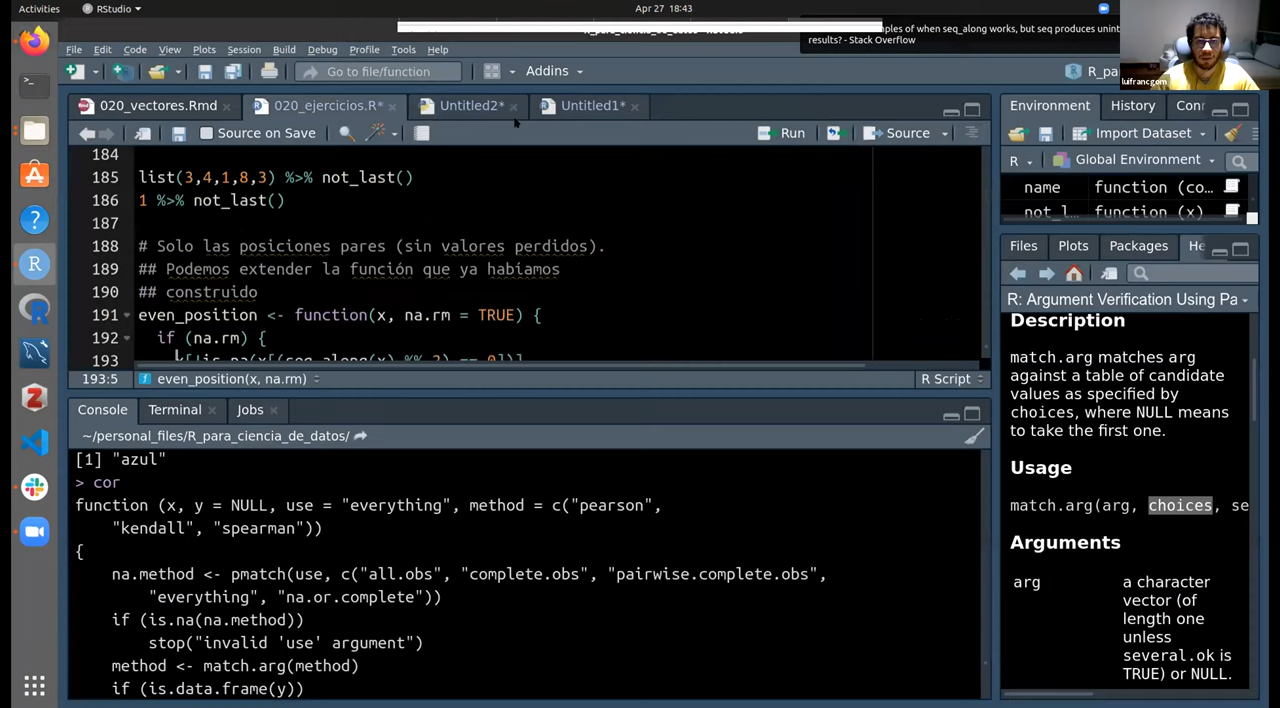 Activities
RStudio
Apr 27 18:43
File Edit Code View Plots Session Build Debug Profile Tools Help
mples of when seq_along works, but seq produces unint
results? - Stack Overflow
luifrancgom
Go to file/function
Addins
R_pa
020_vectores.Rmd
020_ejercicios.R*
Untitled2*
Untitled1*
Source on Save
Run
Source
184
185 list(3,4,1,8,3) %>% not_last()
186 1 %>% not_last()
187
188 # Solo las posiciones pares (sin valores perdidos).
189 ## Podemos extender la función que ya habíamos
190 ## construido
191 even_position <- function(x, na.rm = TRUE) {
192 if (na.rm) {
193 x[!is.na(x[(seq_along(x) %% 2) == 0])]
193:5 even_position(x, na.rm) R Script
Console Terminal Jobs
~/personal_files/R_para_ciencia_de_datos/
[1] "azul"
> cor
function (x, y = NULL, use = "everything", method = c("pearson",
"kendall", "spearman"))
{
na.method <- pmatch(use, c("all.obs", "complete.obs", "pairwise.complete.obs",
"everything", "na.or.complete"))
if (is.na(na.method))
stop("invalid 'use' argument")
method <- match.arg(method)
if (is.data.frame(y))
Environment History Con
Import Dataset
R Global Environment
name function (co…
not_l… function (x)
Files Plots Packages He
R: Argument Verification Using Pa
Description
match.arg matches arg
against a table of candidate
values as specified by
choices, where NULL means
to take the first one.
Usage
match.arg(arg, choices, se
Arguments
arg
a character
vector (of
length one
unless
several.ok is
TRUE) or NULL.